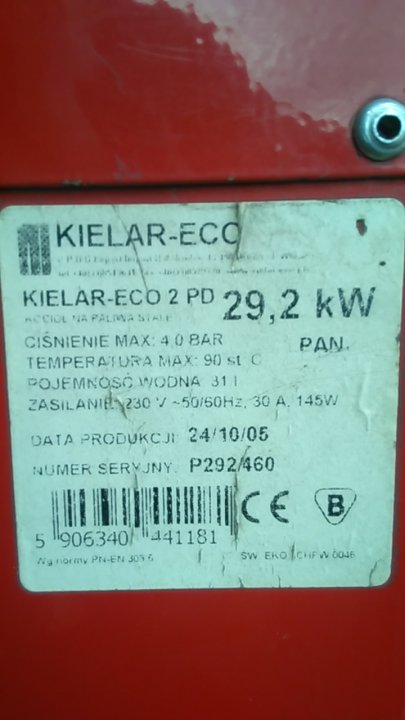 KIELAR-ECO
KIELAR-ECO 2 PD 29,2 kW
KOCIOŁ NA PALIWA STAŁE
CIŚNIENIE MAX: 4.0 BAR PAN.
TEMPERATURA MAX: 90 st. C
POJEMNOŚĆ WODNA 31 l
ZASILANIE: 230 V ~50/60Hz, 30 A, 145W
DATA PRODUKCJI: 24/10/05
NUMER SERYJNY: P292/460
CE B
5 906340 441181
Wg normy PN-EN 303.5 ŚW. EKO